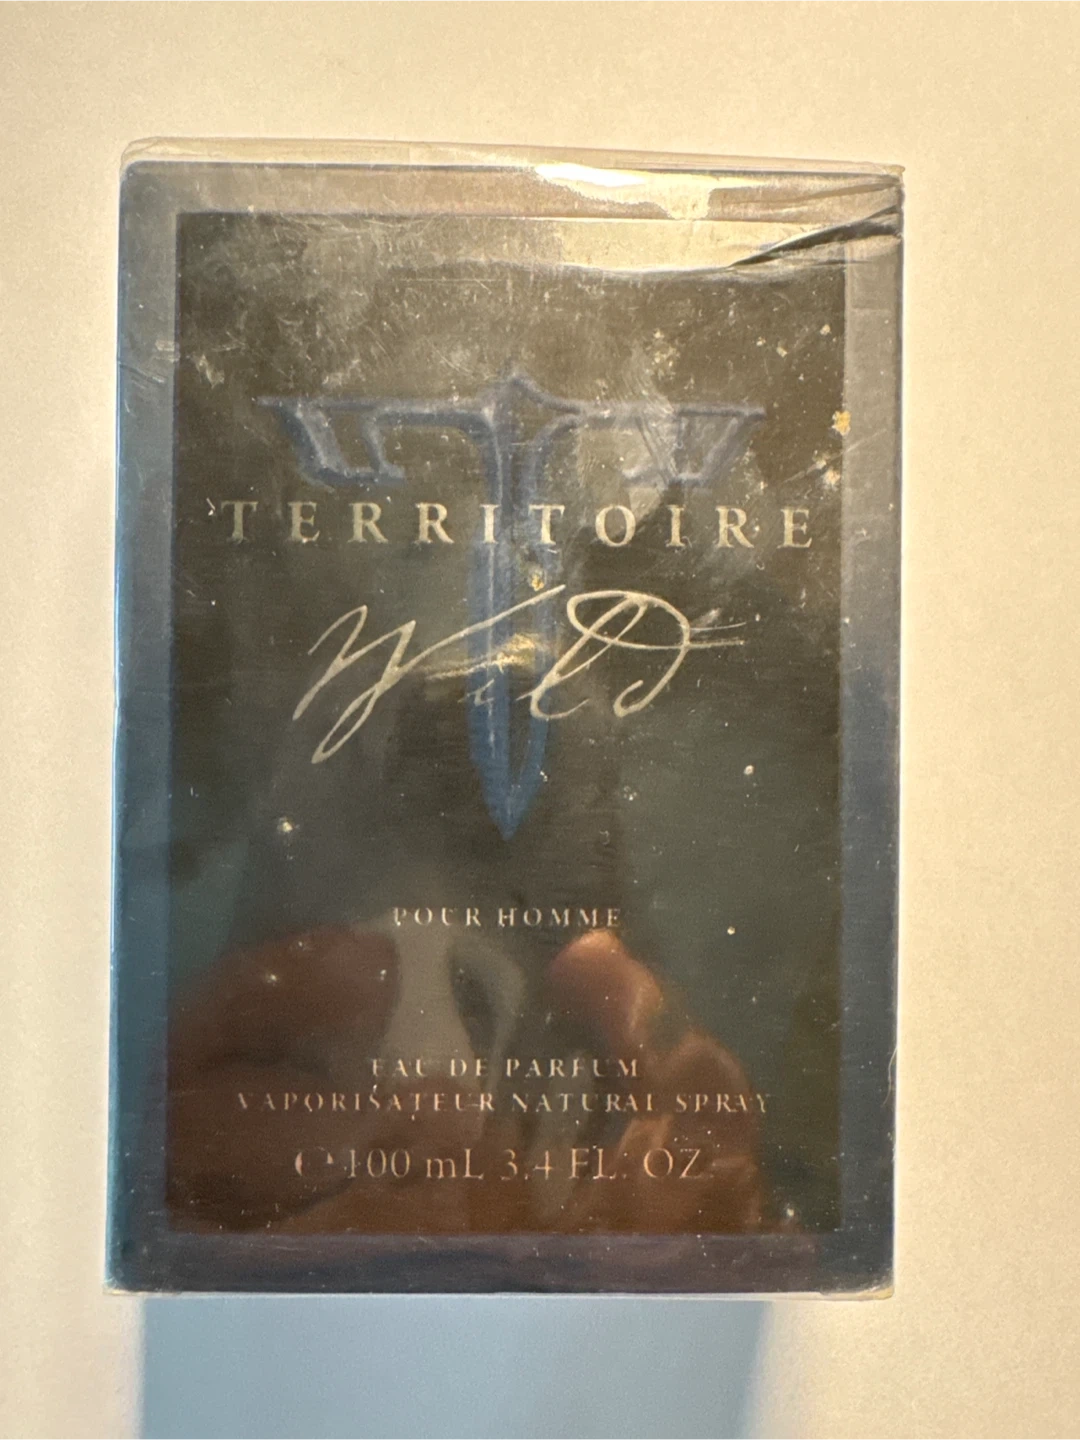 TERRITOIRE
Wild
POUR HOMME
EAU DE PARFUM
VAPORISATEUR NATURAL SPRAY
℮ 100 mL 3.4 FL. OZ.